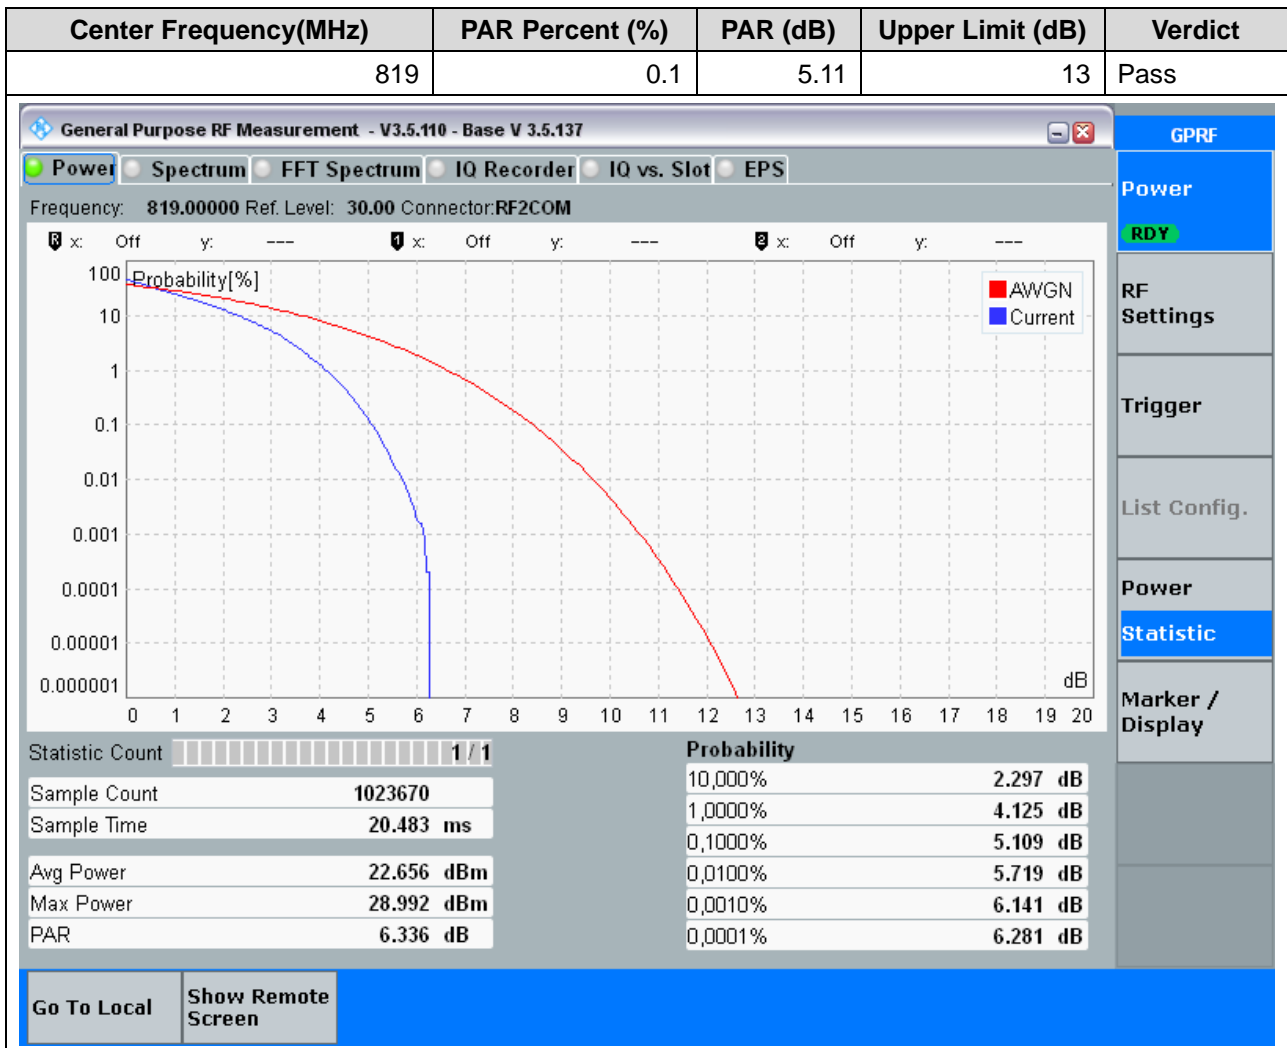 Center Frequency(MHz) PAR Percent (%) PAR (dB) Upper Limit (dB) Verdict
819 0.1 5.11 13 Pass
General Purpose RF Measurement - V3.5.110 - Base V 3.5.137
GPRF
Power Spectrum FFT Spectrum IQ Recorder IQ vs. Slot EPS
Frequency: 819.00000 Ref. Level: 30.00 Connector:RF2COM
R x: Off y: --- 1 x: Off y: --- 2 x: Off y: ---
Probability[%]
AWGN
Current
100
10
1
0.1
0.01
0.001
0.0001
0.00001
0.000001
dB
0 1 2 3 4 5 6 7 8 9 10 11 12 13 14 15 16 17 18 19 20
Statistic Count 1 / 1
Sample Count 1023670
Sample Time 20.483 ms
Avg Power 22.656 dBm
Max Power 28.992 dBm
PAR 6.336 dB
Probability
10,000% 2.297 dB
1,0000% 4.125 dB
0,1000% 5.109 dB
0,0100% 5.719 dB
0,0010% 6.141 dB
0,0001% 6.281 dB
Power
RDY
RF
Settings
Trigger
List Config.
Power
Statistic
Marker /
Display
Go To Local
Show Remote
Screen